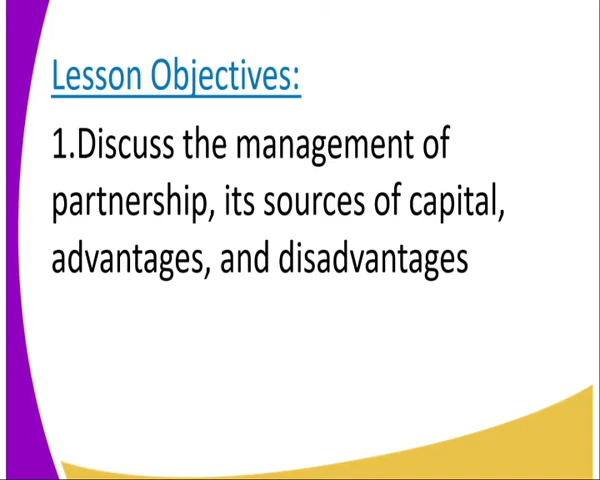 Lesson Objectives:
1.Discuss the management of
partnership, its sources of capital,
advantages, and disadvantages